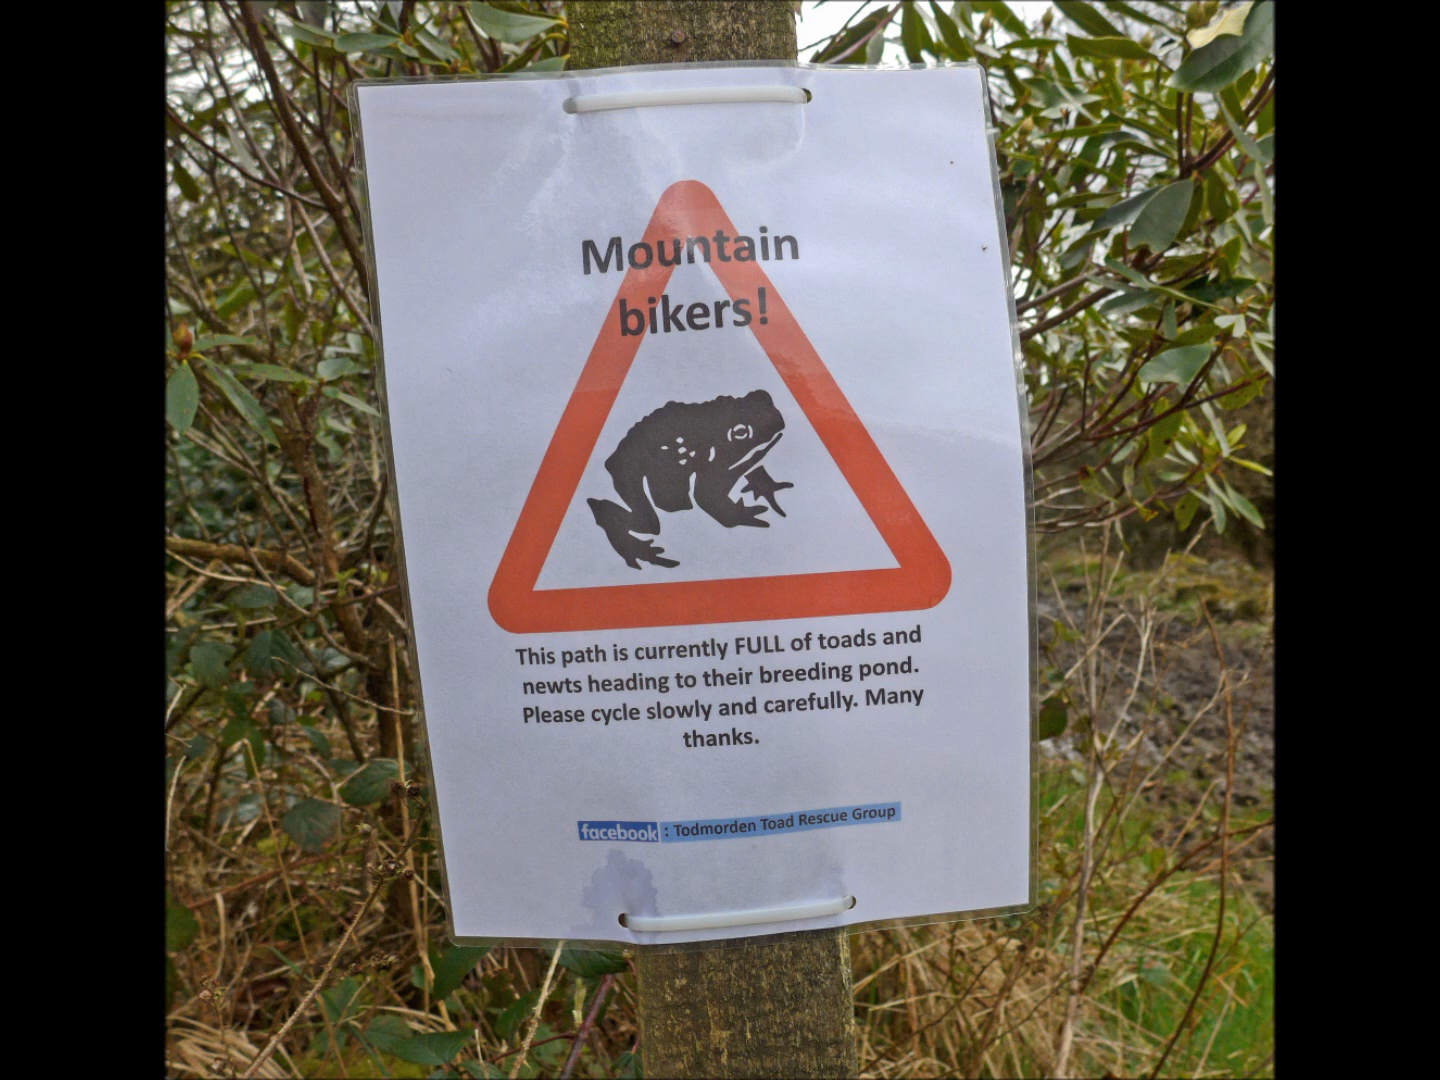 Mountain
bikers!
This path is currently FULL of toads and
newts heading to their breeding pond.
Please cycle slowly and carefully. Many
thanks.
facebook : Todmorden Toad Rescue Group